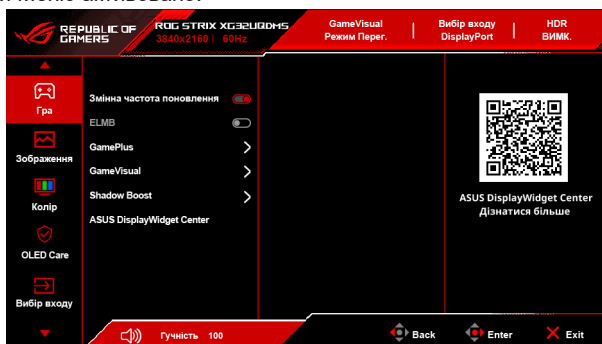 REPUBLIC OF
GAMERS
ROG STRIX XG32UQDMS
3840x2160 | 60Hz
GameVisual
Режим Перег.
Вибір входу
DisplayPort
HDR
ВИМК.
Гра
Зображення
Колір
OLED Care
Вибір входу
Змінна частота поновлення
ELMB
GamePlus
GameVisual
Shadow Boost
ASUS DisplayWidget Center
ASUS DisplayWidget Center
Дізнатися більше
Гучність 100
Back
Enter
Exit